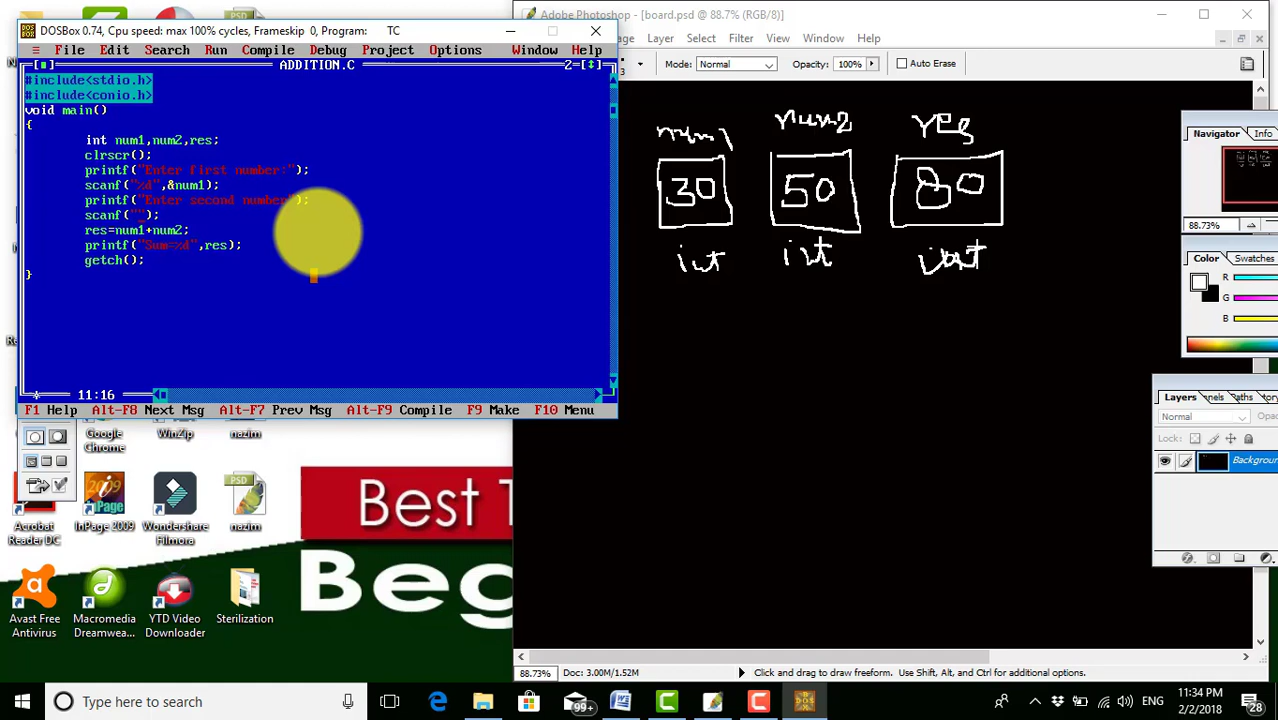 PSD
PSD
DOSBox 0.74, Cpu speed: max 100% cycles, Frameskip 0, Program: TC
≡ File Edit Search Run Compile Debug Project Options Window Help
[■] ADDITION.C 2=[↕]
#include<stdio.h>
#include<conio.h>
void main()
{
int num1,num2,res;
clrscr();
printf("Enter first number:");
scanf("%d",&num1);
printf("Enter second number");
scanf("");
res=num1+num2;
printf("Sum=%d",res);
getch();
}
11:16
F1 Help Alt-F8 Next Msg Alt-F7 Prev Msg Alt-F9 Compile F9 Make F10 Menu
Adobe Photoshop - [board.psd @ 88.7% (RGB/8)]
Layer Select Filter View Window Help
Mode: Normal Opacity: 100% Auto Erase
num1 num2 res
30 50 80
int int int
Navigator Info
88.73%
Color Swatches
R
G
B
Layers
Paths
Normal
Lock:
Background
88.73% Doc: 3.00M/1.52M Click and drag to draw freeform. Use Shift, Alt, and Ctrl for additional options.
Google Chrome
WinZip
nazim
2009
PSD
Acrobat Reader DC
InPage 2009
Wondershare Filmora
nazim
Avast Free Antivirus
Macromedia Dreamwea...
YTD Video Downloader
Sterilization
Best T
Beg
Type here to search
99+
ENG
11:34 PM
2/2/2018
28